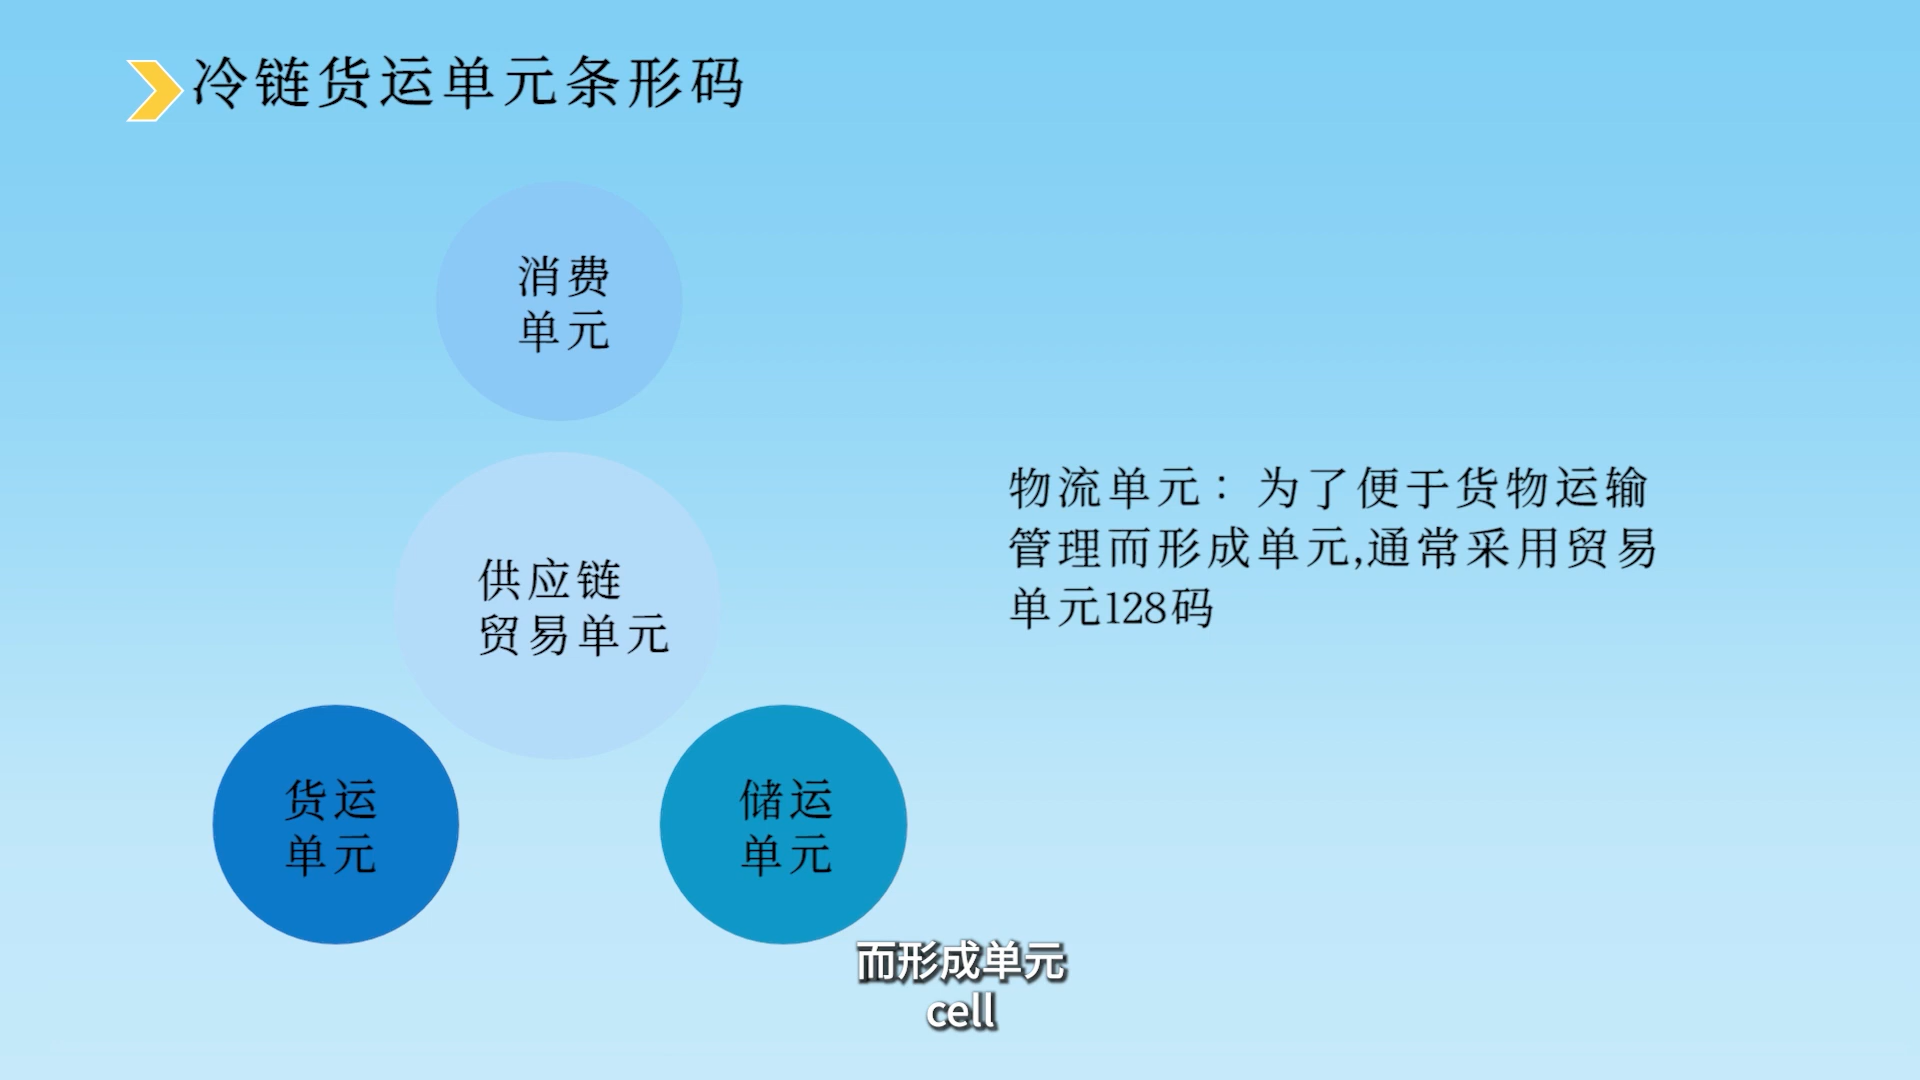 冷链货运单元条形码
消费
单元
供应链
贸易单元
货运
单元
储运
单元
物流单元：为了便于货物运输
管理而形成单元,通常采用贸易
单元128码
而形成单元
cell